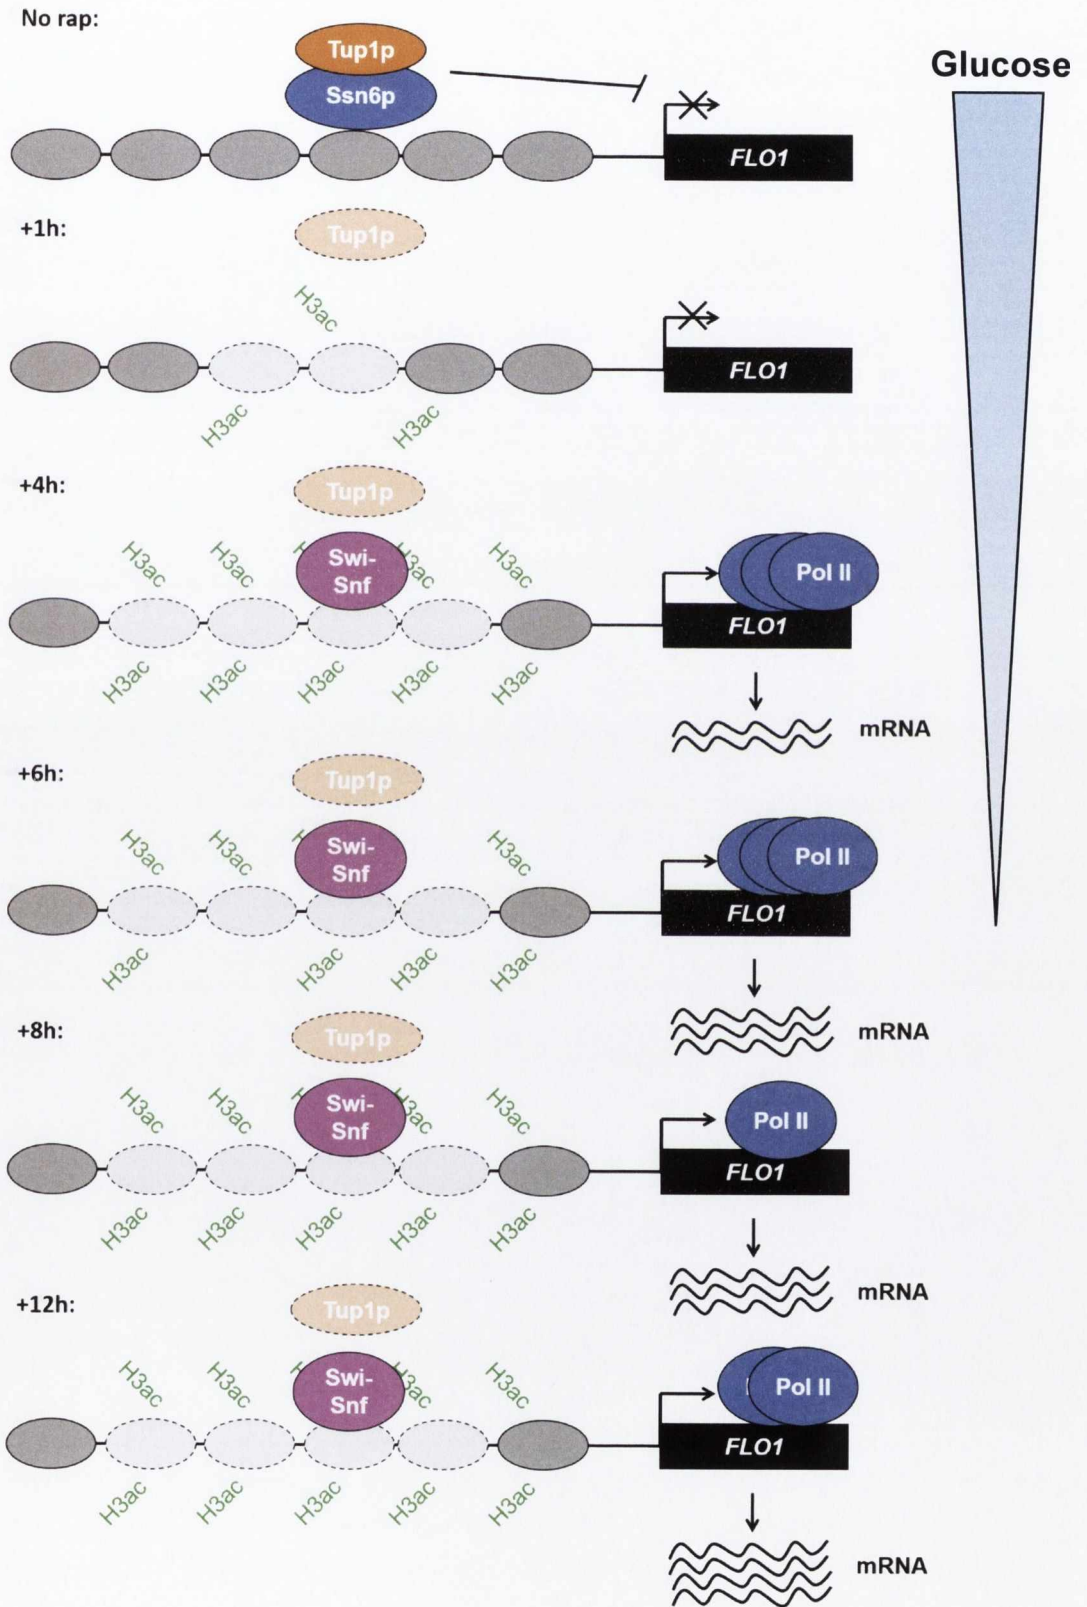 No rap:
Tup1p
Glucose
Ssn6p
FLO1
+1h:
Tup1p
H3ac
FLO1
H3ac H3ac
+4h:
Tup1p
H3ac H3ac H3ac H3ac
Swi-
Snf
Pol II
FLO1
H3ac H3ac H3ac H3ac H3ac
mRNA
+6h:
Tup1p
H3ac H3ac H3ac
Swi-
Snf
Pol II
FLO1
H3ac H3ac H3ac H3ac
mRNA
+8h:
Tup1p
H3ac H3ac H3ac H3ac
Swi-
Snf
Pol II
FLO1
H3ac H3ac H3ac H3ac H3ac
mRNA
+12h:
Tup1p
H3ac H3ac H3ac H3ac
Swi-
Snf
Pol II
FLO1
H3ac H3ac H3ac H3ac H3ac
mRNA